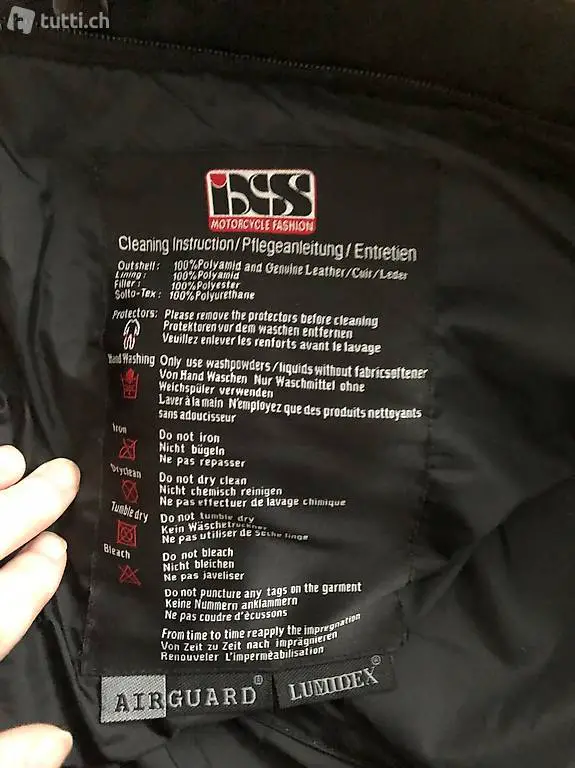 tutti.ch
ixs
MOTORCYCLE FASHION
Cleaning Instruction/Pflegeanleitung/Entretien
Outshell: 100%Polyamid and Genuine Leather/Cuir/Leder
Lining: 100%Polyamid
Filler: 100%Polyester
Solto-Tex: 100%Polyurethane
Protectors: Please remove the protectors before cleaning
Protektoren vor dem waschen entfernen
Veuillez enlever les renforts avant le lavage
Hand Washing Only use washpowders/liquids without fabricsoftener
Von Hand Waschen Nur Waschmittel ohne
Weichspüler verwenden
Laver à la main N'employez que des produits nettoyants
sans adoucisseur
Iron Do not iron
Nicht bügeln
Ne pas repasser
Dryclean Do not dry clean
Nicht chemisch reinigen
Ne pas effectuer de lavage chimique
Tumble dry Do not tumble dry
Kein Wäschetrockner
Ne pas utiliser de sèche linge
Bleach Do not bleach
Nicht bleichen
Ne pas javeliser
Do not puncture any tags on the garment
Keine Nummern anklammern
Ne pas coudre d'écussons
From time to time reapply the impregnation
Von Zeit zu Zeit nach imprägnieren
Renouveler L'imperméabilisation
AIRGUARD®
LUMIDEX®